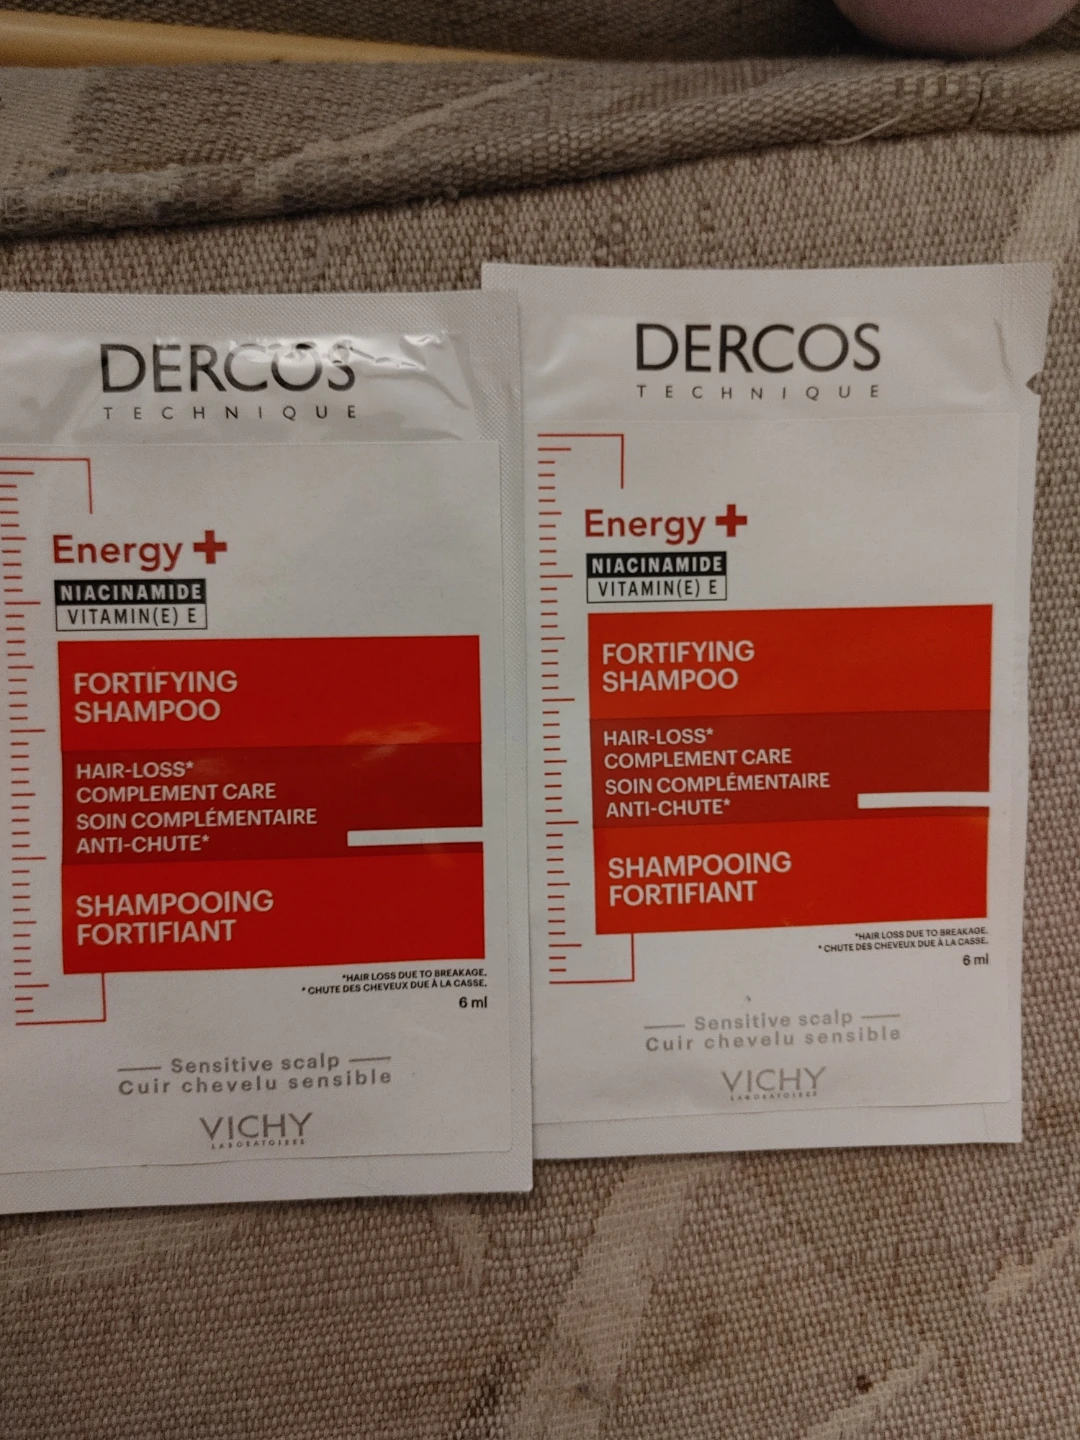 DERCOS
TECHNIQUE
Energy +
NIACINAMIDE
VITAMIN(E) E
FORTIFYING
SHAMPOO
HAIR-LOSS*
COMPLEMENT CARE
SOIN COMPLÉMENTAIRE
ANTI-CHUTE*
SHAMPOOING
FORTIFIANT
*HAIR LOSS DUE TO BREAKAGE.
* CHUTE DES CHEVEUX DUE À LA CASSE.
6 ml
Sensitive scalp
Cuir chevelu sensible
VICHY
LABORATOIRES
DERCOS
TECHNIQUE
Energy +
NIACINAMIDE
VITAMIN(E) E
FORTIFYING
SHAMPOO
HAIR-LOSS*
COMPLEMENT CARE
SOIN COMPLÉMENTAIRE
ANTI-CHUTE*
SHAMPOOING
FORTIFIANT
*HAIR LOSS DUE TO BREAKAGE.
* CHUTE DES CHEVEUX DUE À LA CASSE.
6 ml
Sensitive scalp
Cuir chevelu sensible
VICHY
LABORATOIRES